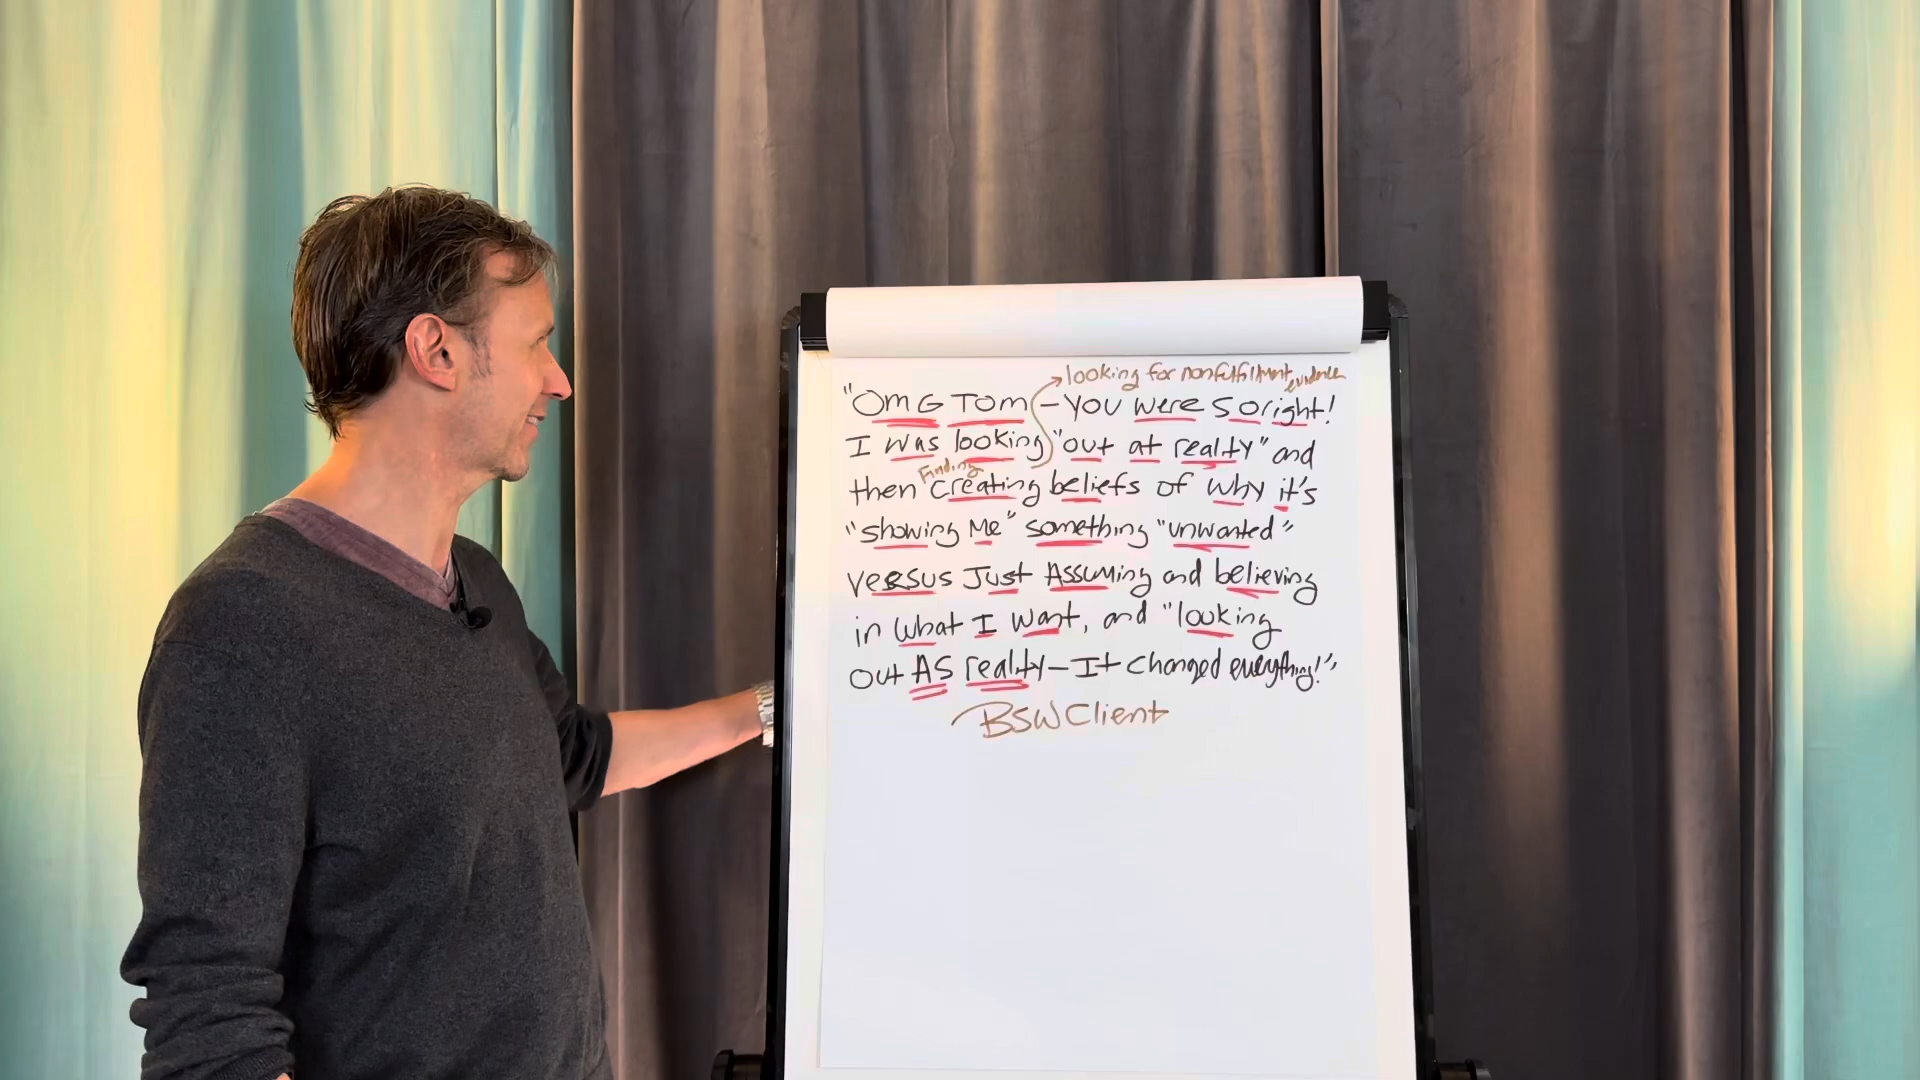 looking for nonfulfillment evidence
"OMG TOM - YOU were so right!
I was looking "out at reality" and
Finding
then creating beliefs of why it's
"showing Me" something "unwanted"
versus Just Assuming and believing
in what I want, and "looking
out AS reality - It changed everything!"
BSW Client